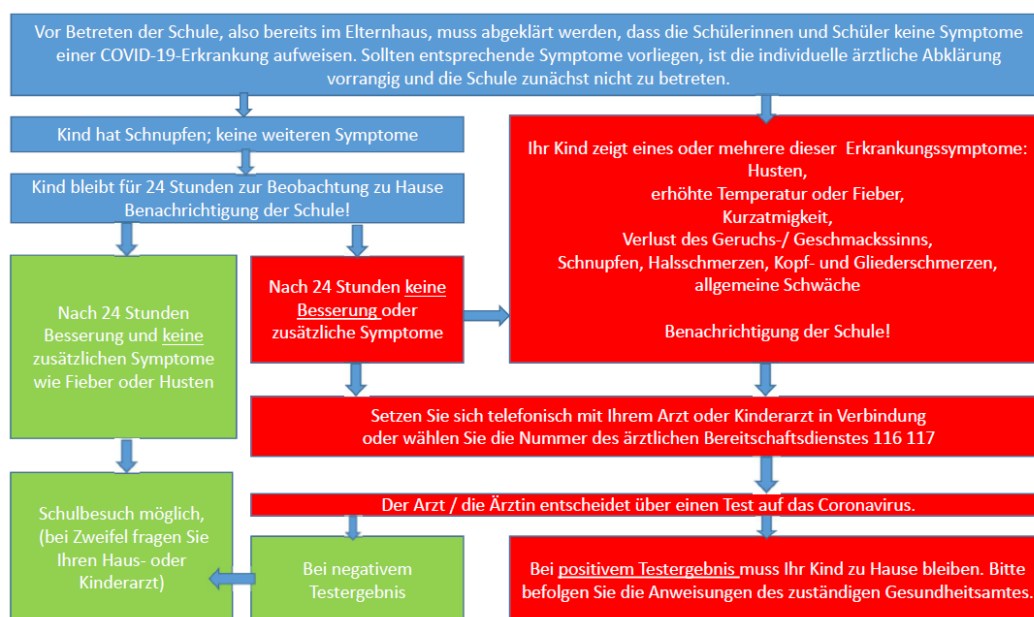 Vor Betreten der Schule, also bereits im Elternhaus, muss abgeklärt werden, dass die Schülerinnen und Schüler keine Symptome
einer COVID-19-Erkrankung aufweisen. Sollten entsprechende Symptome vorliegen, ist die individuelle ärztliche Abklärung
vorrangig und die Schule zunächst nicht zu betreten.
Kind hat Schnupfen; keine weiteren Symptome
Kind bleibt für 24 Stunden zur Beobachtung zu Hause
Benachrichtigung der Schule!
Ihr Kind zeigt eines oder mehrere dieser Erkrankungssymptome:
Husten,
erhöhte Temperatur oder Fieber,
Kurzatmigkeit,
Verlust des Geruchs-/ Geschmackssinns,
Schnupfen, Halsschmerzen, Kopf- und Gliederschmerzen,
allgemeine Schwäche
Benachrichtigung der Schule!
Nach 24 Stunden
Besserung und keine
zusätzlichen Symptome
wie Fieber oder Husten
Nach 24 Stunden keine
Besserung oder
zusätzliche Symptome
Setzen Sie sich telefonisch mit Ihrem Arzt oder Kinderarzt in Verbindung
oder wählen Sie die Nummer des ärztlichen Bereitschaftsdienstes 116 117
Der Arzt / die Ärztin entscheidet über einen Test auf das Coronavirus.
Schulbesuch möglich,
(bei Zweifel fragen Sie
Ihren Haus- oder
Kinderarzt)
Bei negativem
Testergebnis
Bei positivem Testergebnis muss Ihr Kind zu Hause bleiben. Bitte
befolgen Sie die Anweisungen des zuständigen Gesundheitsamtes.